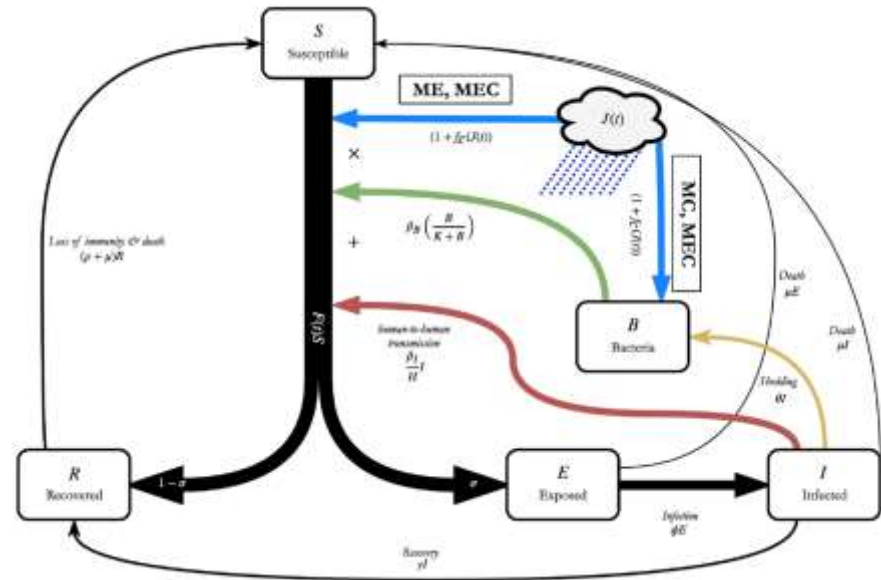 S
Susceptible
ME, MEC
J(t)
(1 + f_E(J(t)))
×
MC, MEC
(1 + f_C(J(t)))
β_B (B / K + B)
+
Loss of immunity & death
(ρ + μ)R
Death
μE
F(t)S
B
Bacteria
human-to-human
transmission
β_I / H I
Death
μI
Shedding
θI
R
Recovered
1 − σ
σ
E
Exposed
I
Infected
Infection
ϕE
Recovery
γI